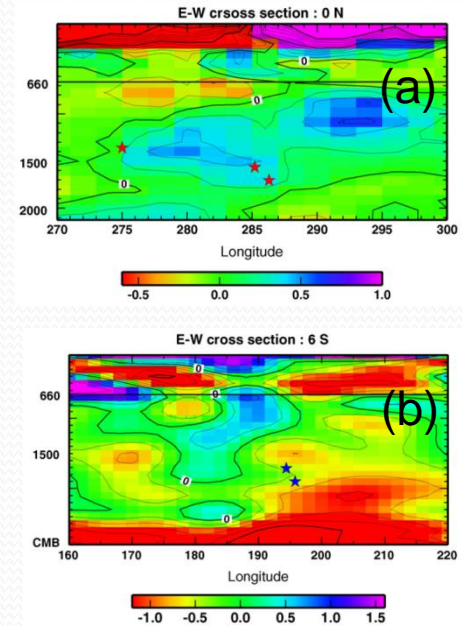 E-W crsoss section : 0 N
(a)
0
660
0
1500
0
2000
270 275 280 285 290 295 300
Longitude
-0.5 0.0 0.5 1.0
E-W cross section : 6 S
(b)
0
660
0
1500
0
0
CMB
160 170 180 190 200 210 220
Longitude
-1.0 -0.5 0.0 0.5 1.0 1.5